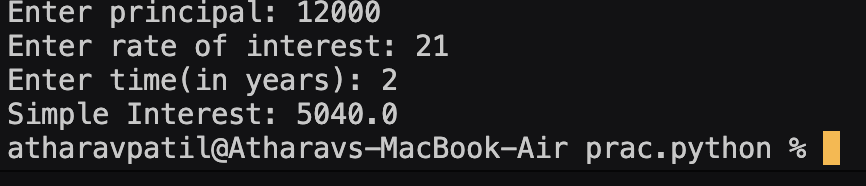 Enter principal: 12000
Enter rate of interest: 21
Enter time(in years): 2
Simple Interest: 5040.0
atharavpatil@Atharavs-MacBook-Air prac.python %